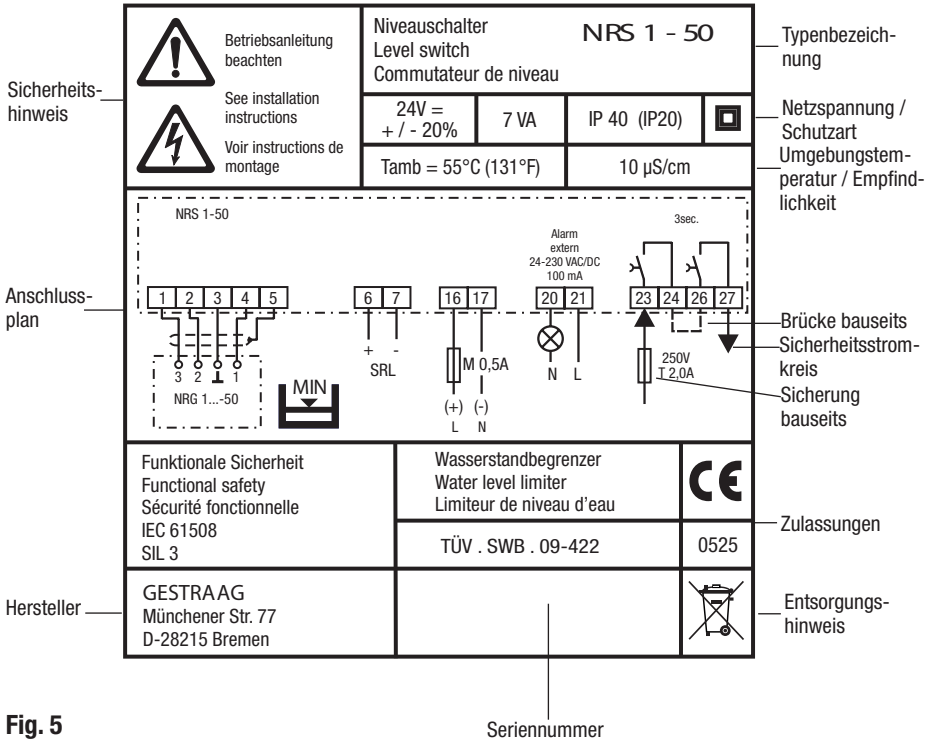 Sicherheits-
hinweis
Betriebsanleitung
beachten
See installation
instructions
Voir instructions de
montage
Niveauschalter
Level switch
Commutateur de niveau
NRS 1 - 50
Typenbezeich-
nung
24V =
+ / - 20%
7 VA
IP 40 (IP20)
Netzspannung /
Schutzart
Tamb = 55°C (131°F)
10 µS/cm
Umgebungstem-
peratur / Empfind-
lichkeit
Anschluss-
plan
NRS 1-50
Alarm
extern
24-230 VAC/DC
100 mA
3sec.
1 2 3 4 5
6 7
16 17
20 21
23 24 26 27
3 2 1
NRG 1...-50
MIN
+ -
SRL
M 0,5A
(+) (-)
L N
N L
250V
T 2,0A
Brücke bauseits
Sicherheitsstrom-
kreis
Sicherung
bauseits
Funktionale Sicherheit
Functional safety
Sécurité fonctionnelle
IEC 61508
SIL 3
Wasserstandbegrenzer
Water level limiter
Limiteur de niveau d'eau
CE
TÜV . SWB . 09-422
0525
Zulassungen
Hersteller
GESTRA AG
Münchener Str. 77
D-28215 Bremen
Entsorgungs-
hinweis
Fig. 5
Seriennummer